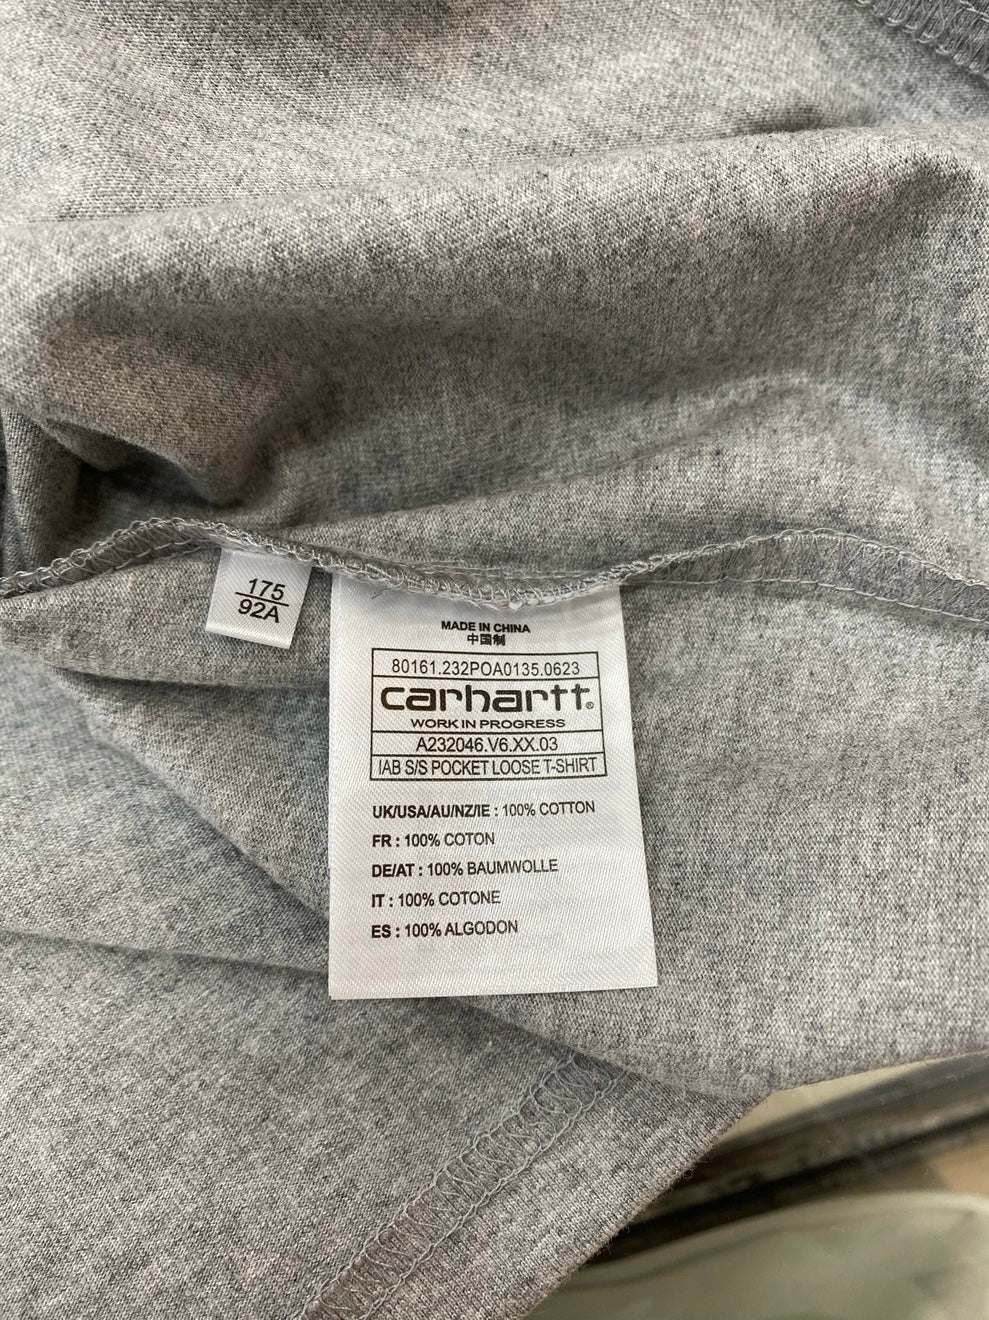 175
92A
MADE IN CHINA
中国制
80161.232POA0135.0623
carhartt®
WORK IN PROGRESS
A232046.V6.XX.03
IAB S/S POCKET LOOSE T-SHIRT
UK/USA/AU/NZ/IE : 100% COTTON
FR : 100% COTON
DE/AT : 100% BAUMWOLLE
IT : 100% COTONE
ES : 100% ALGODON